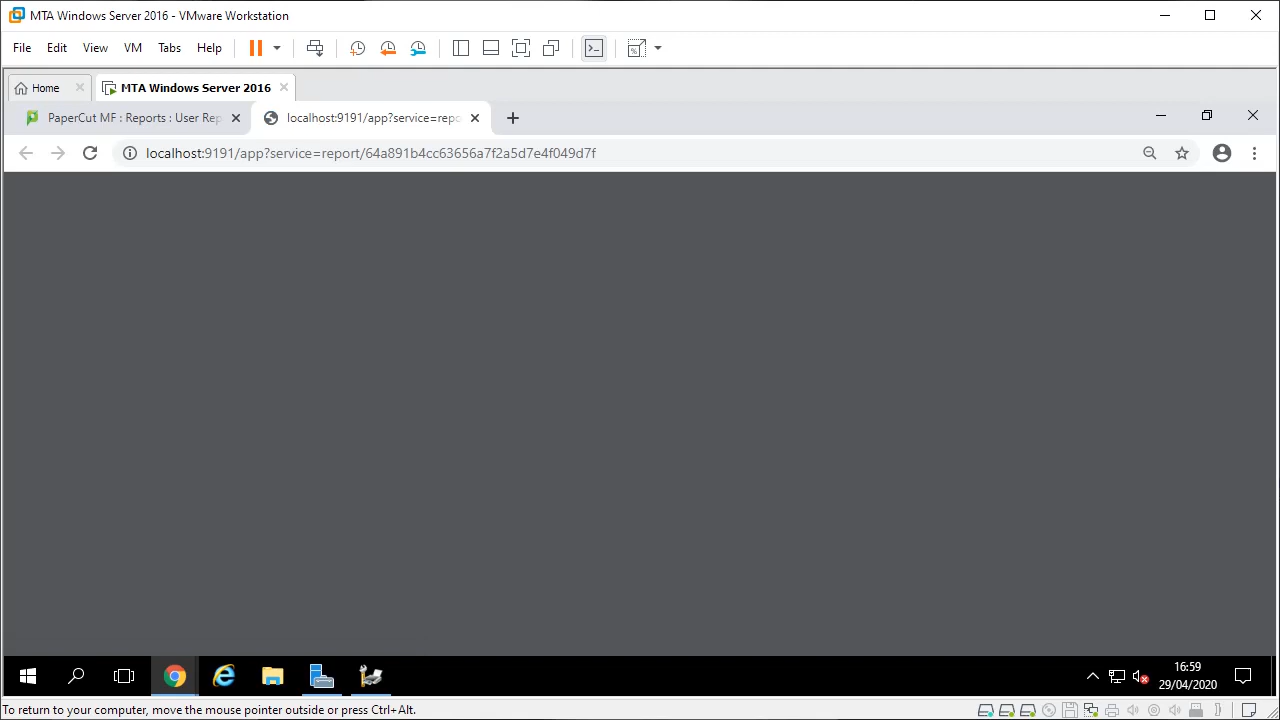 MTA Windows Server 2016 - VMware Workstation
File Edit View VM Tabs Help
Home MTA Windows Server 2016
PaperCut MF : Reports : User Rep localhost:9191/app?service=repo
localhost:9191/app?service=report/64a891b4cc63656a7f2a5d7e4f049d7f
16:59
29/04/2020
To return to your computer, move the mouse pointer outside or press Ctrl+Alt.